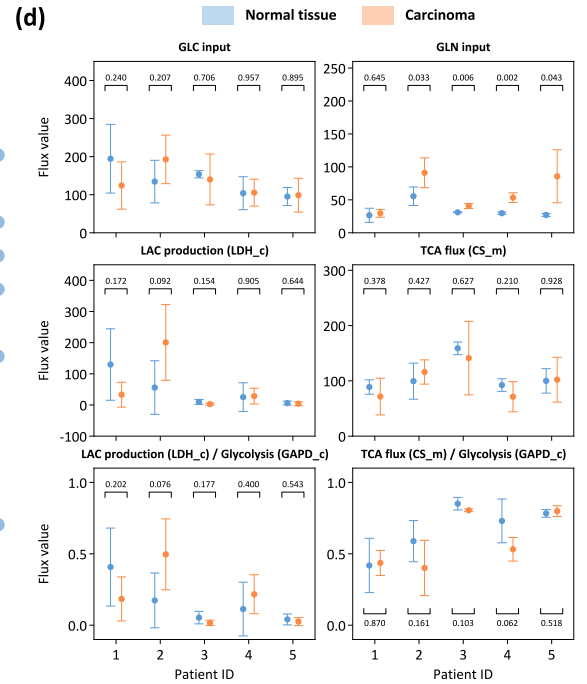 (d)
Normal tissue Carcinoma
GLC input GLN input
Flux value
400
300
200
100
0
0.240 0.207 0.706 0.957 0.895
250
200
150
100
50
0
0.645 0.033 0.006 0.002 0.043
LAC production (LDH_c) TCA flux (CS_m)
Flux value
400
300
200
100
0
-100
0.172 0.092 0.154 0.905 0.644
300
200
100
0
0.378 0.427 0.627 0.210 0.928
LAC production (LDH_c) / Glycolysis (GAPD_c) TCA flux (CS_m) / Glycolysis (GAPD_c)
Flux value
1.0
0.5
0.0
0.202 0.076 0.177 0.400 0.543
1.0
0.5
0.0
0.870 0.161 0.103 0.062 0.518
1 2 3 4 5 1 2 3 4 5
Patient ID Patient ID